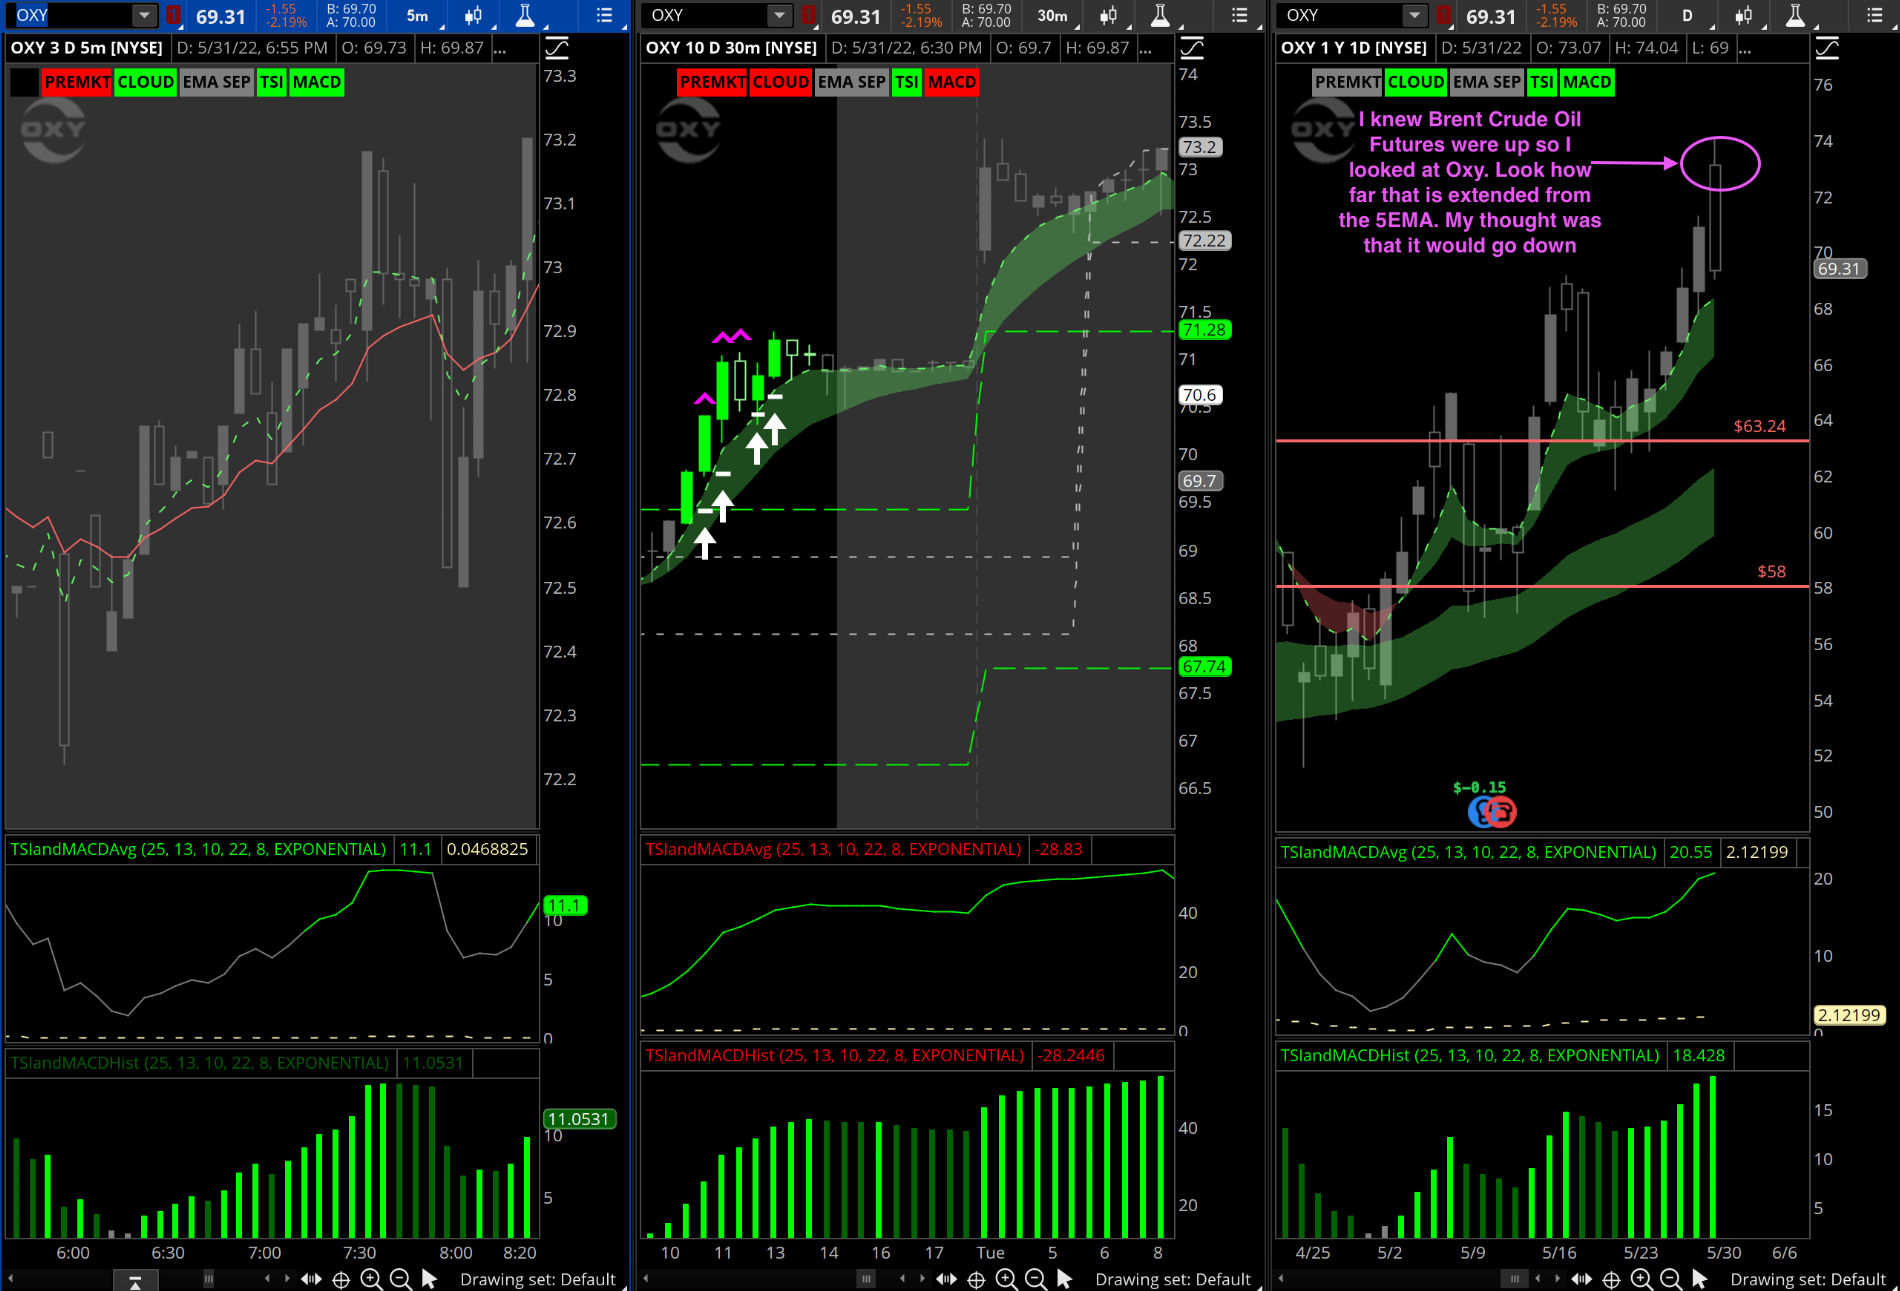 OXY
1
69.31
-1.55
-2.19%
B: 69.70
A: 70.00
5m
OXY 3 D 5m [NYSE]
D: 5/31/22, 6:55 PM
O: 69.73
H: 69.87
...
PREMKT
CLOUD
EMA SEP
TSI
MACD
OXY
73.3
73.2
73.1
73
72.9
72.8
72.7
72.6
72.5
72.4
72.3
72.2
TSIandMACDAvg (25, 13, 10, 22, 8, EXPONENTIAL)
11.1
0.0468825
11.1
10
5
0
TSIandMACDHist (25, 13, 10, 22, 8, EXPONENTIAL)
11.0531
11.0531
10
5
6:00
6:30
7:00
7:30
8:00
8:20
Drawing set: Default
OXY
1
69.31
-1.55
-2.19%
B: 69.70
A: 70.00
30m
OXY 10 D 30m [NYSE]
D: 5/31/22, 6:30 PM
O: 69.7
H: 69.87
...
PREMKT
CLOUD
EMA SEP
TSI
MACD
OXY
74
73.5
73.2
73
72.5
72.22
72
71.5
71.28
71
70.6
70.5
70
69.7
69.5
69
68.5
68
67.74
67.5
67
66.5
TSIandMACDAvg (25, 13, 10, 22, 8, EXPONENTIAL)
-28.83
40
20
0
TSIandMACDHist (25, 13, 10, 22, 8, EXPONENTIAL)
-28.2446
40
20
10
11
13
14
16
17
Tue
5
6
8
Drawing set: Default
OXY
69.31
-1.55
-2.19%
B: 69.70
A: 70.00
D
OXY 1 Y 1D [NYSE]
D: 5/31/22
O: 73.07
H: 74.04
L: 69
...
PREMKT
CLOUD
EMA SEP
TSI
MACD
OXY
I knew Brent Crude Oil
Futures were up so I
looked at Oxy. Look how
far that is extended from
the 5EMA. My thought was
that it would go down
76
74
72
70
69.31
68
66
$63.24
64
62
60
$58
58
56
54
52
50
$-0.15
TSIandMACDAvg (25, 13, 10, 22, 8, EXPONENTIAL)
20.55
2.12199
20
10
2.12199
0
TSIandMACDHist (25, 13, 10, 22, 8, EXPONENTIAL)
18.428
15
10
5
4/25
5/2
5/9
5/16
5/23
5/30
6/6
Drawing set: Default